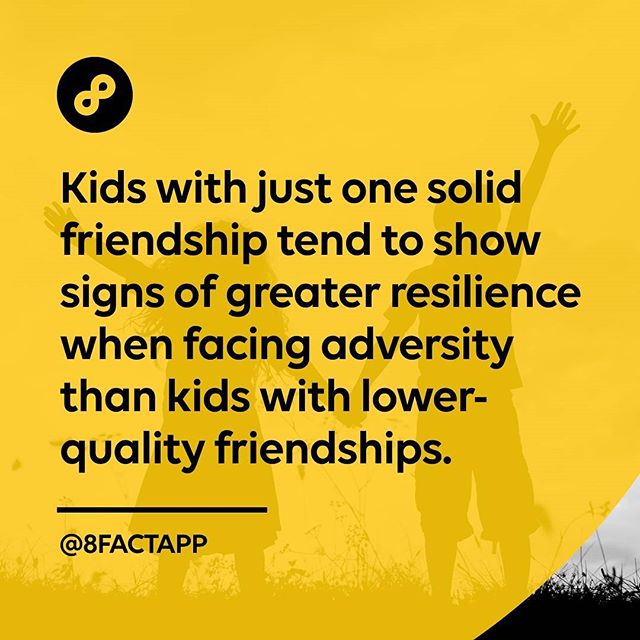 Kids with just one solid
friendship tend to show
signs of greater resilience
when facing adversity
than kids with lower-
quality friendships.
@8FACTAPP